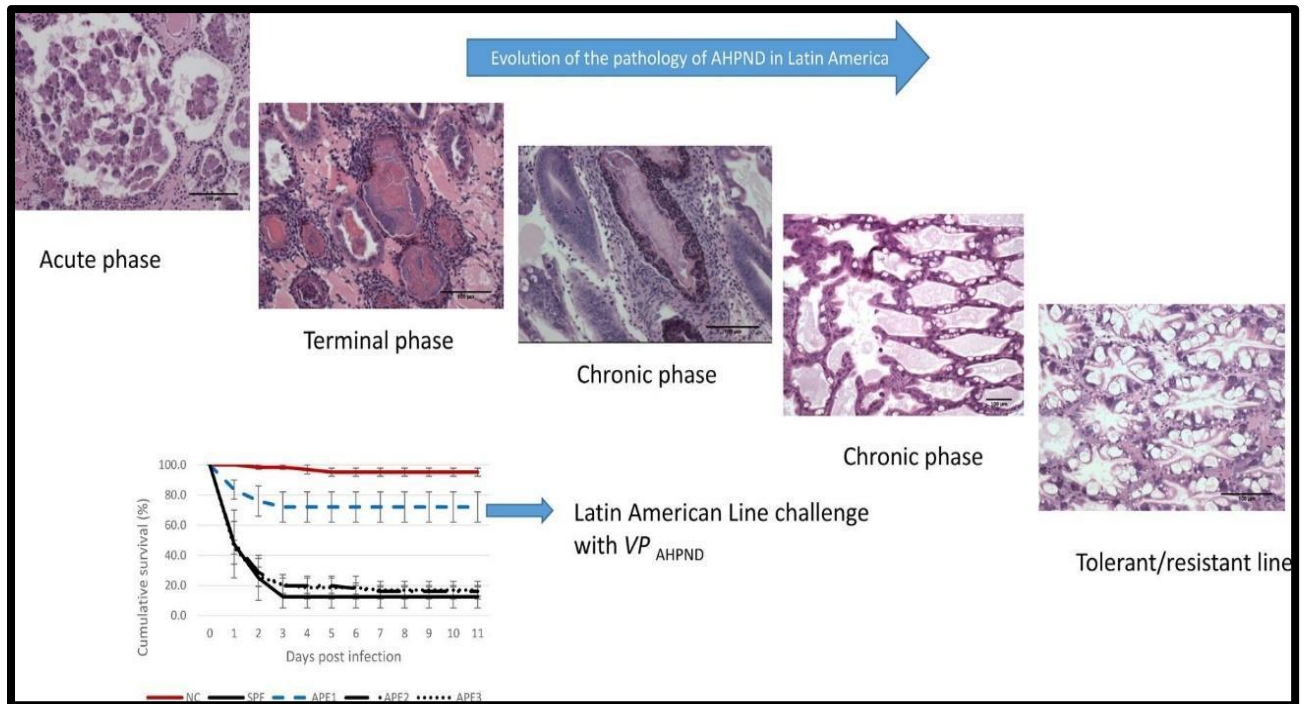 Evolution of the pathology of AHPND in Latin America
Acute phase
Terminal phase
Chronic phase
Chronic phase
Tolerant/resistant line
100 µm
Cumulative survival (%)
100.0
80.0
60.0
40.0
20.0
0.0
0 1 2 3 4 5 6 7 8 9 10 11
Days post infection
NC SPF APE1 APE2 APE3
Latin American Line challenge
with VP AHPND